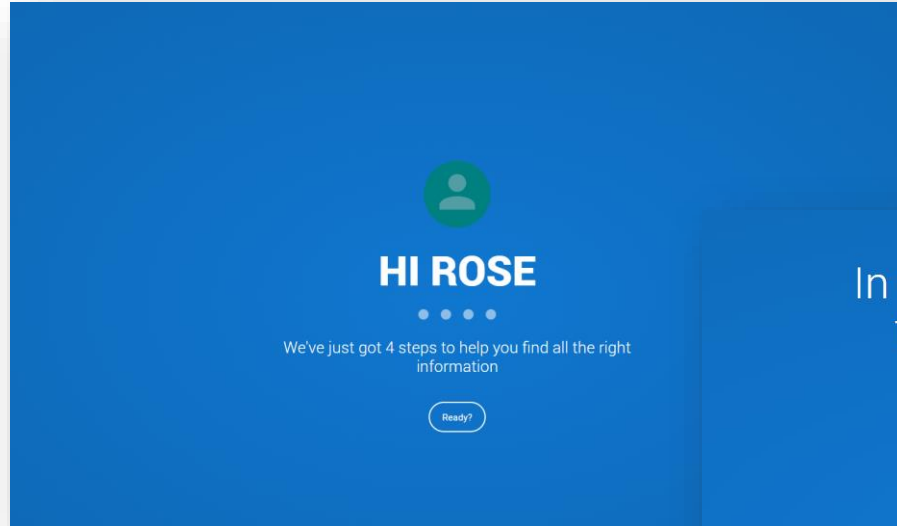 HI ROSE
We've just got 4 steps to help you find all the right
information
Ready?
In